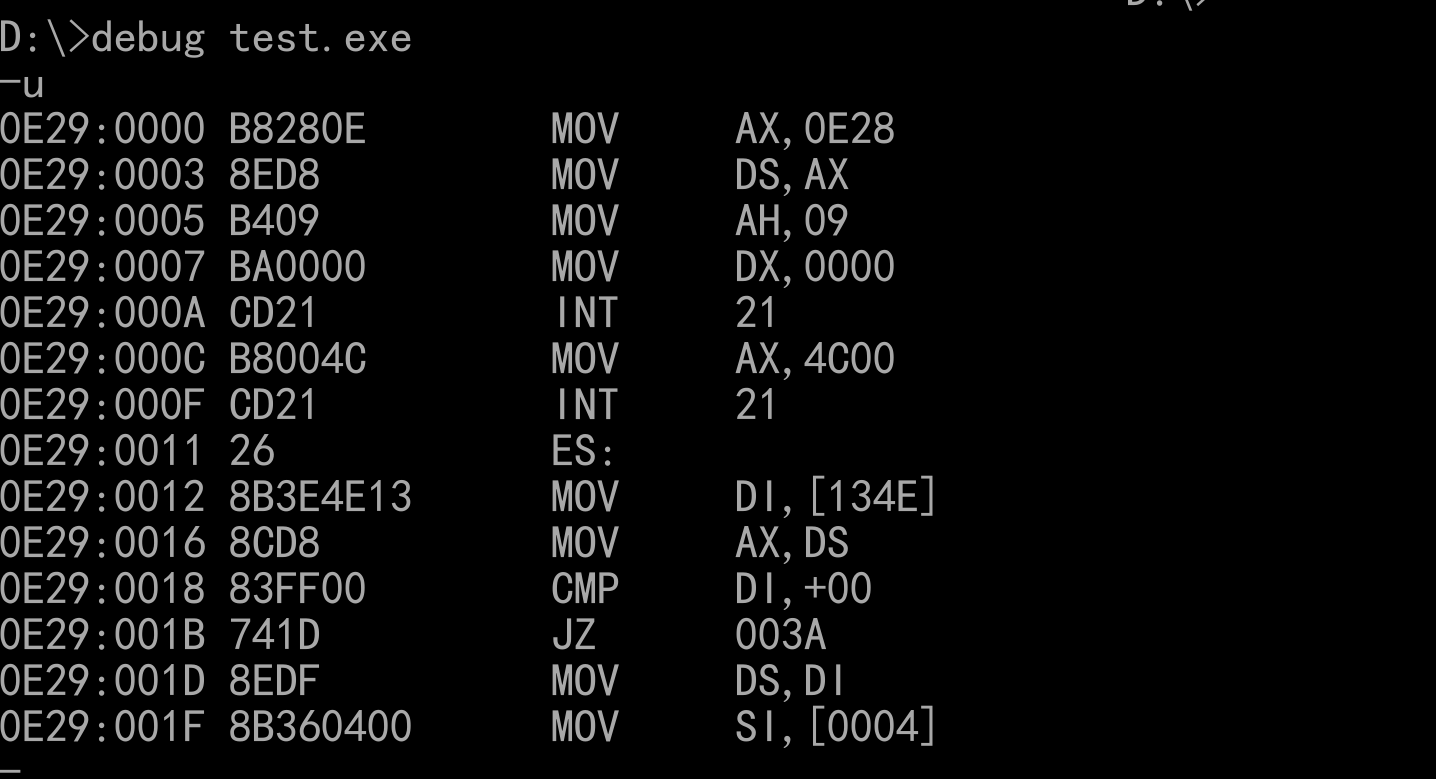 D:\>debug test.exe
-u
0E29:0000 B8280E        MOV     AX,0E28
0E29:0003 8ED8          MOV     DS,AX
0E29:0005 B409          MOV     AH,09
0E29:0007 BA0000        MOV     DX,0000
0E29:000A CD21          INT     21
0E29:000C B8004C        MOV     AX,4C00
0E29:000F CD21          INT     21
0E29:0011 26            ES:
0E29:0012 8B3E4E13      MOV     DI,[134E]
0E29:0016 8CD8          MOV     AX,DS
0E29:0018 83FF00        CMP     DI,+00
0E29:001B 741D          JZ      003A
0E29:001D 8EDF          MOV     DS,DI
0E29:001F 8B360400      MOV     SI,[0004]
-